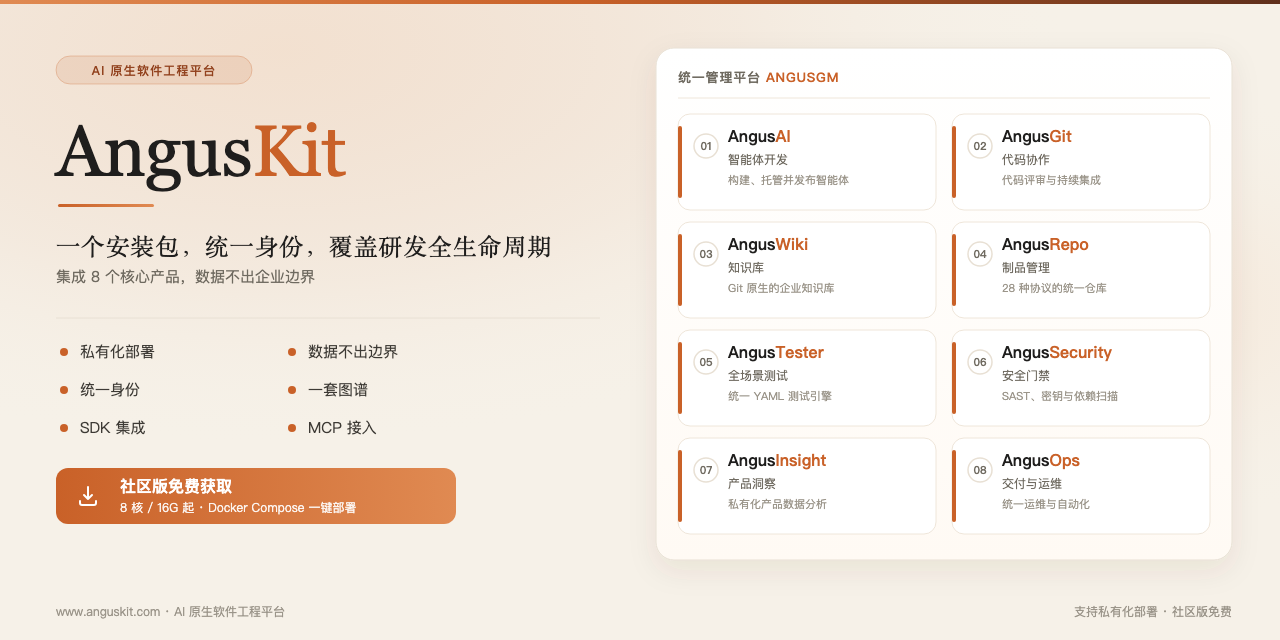 AI 原生软件工程平台
AngusKit
一个安装包，统一身份，覆盖研发全生命周期
集成 8 个核心产品，数据不出企业边界
私有化部署
数据不出边界
统一身份
一套图谱
SDK 集成
MCP 接入
社区版免费获取
8 核 / 16G 起 · Docker Compose 一键部署
统一管理平台 ANGUSGM
01
AngusAI
智能体开发
构建、托管并发布智能体
02
AngusGit
代码协作
代码评审与持续集成
03
AngusWiki
知识库
Git 原生的企业知识库
04
AngusRepo
制品管理
28 种协议的统一仓库
05
AngusTester
全场景测试
统一 YAML 测试引擎
06
AngusSecurity
安全门禁
SAST、密钥与依赖扫描
07
AngusInsight
产品洞察
私有化产品数据分析
08
AngusOps
交付与运维
统一运维与自动化
www.anguskit.com · AI 原生软件工程平台
支持私有化部署 · 社区版免费